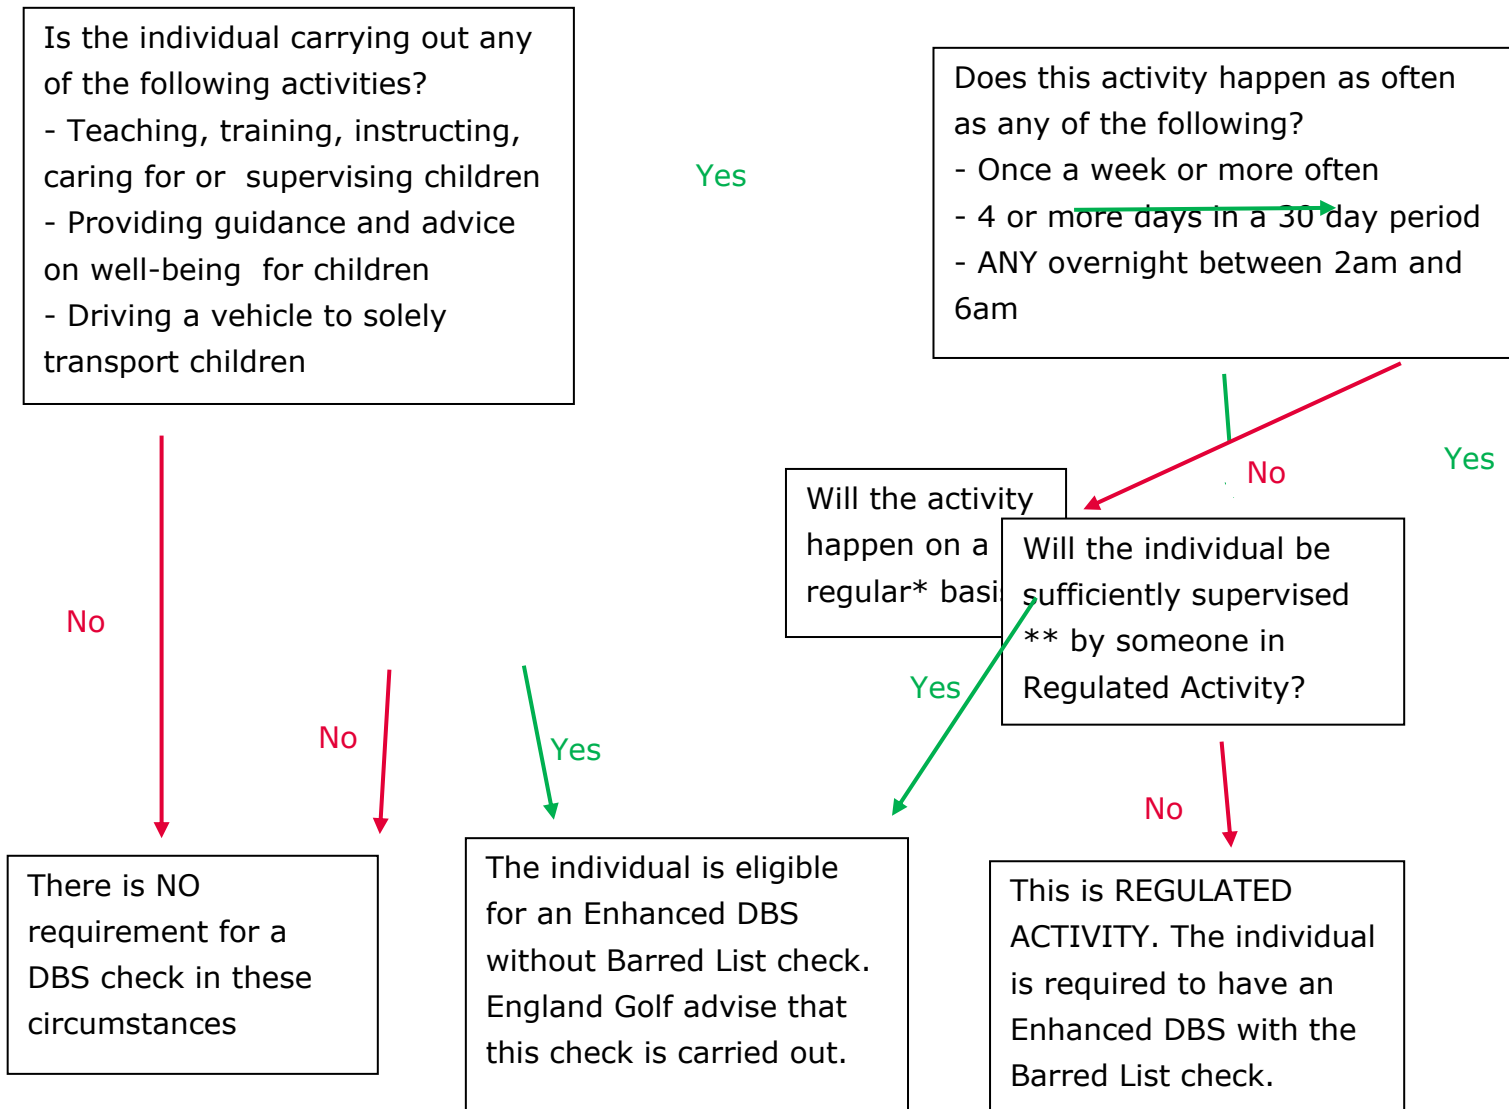 Is the individual carrying out any
of the following activities?
- Teaching, training, instructing,
caring for or supervising children
- Providing guidance and advice
on well-being for children
- Driving a vehicle to solely
transport children
Yes
Does this activity happen as often
as any of the following?
- Once a week or more often
- 4 or more days in a 30 day period
- ANY overnight between 2am and
6am
No
Yes
Will the activity
happen on a
regular* basis
Will the individual be
sufficiently supervised
** by someone in
Regulated Activity?
No
Yes
No
Yes
No
There is NO
requirement for a
DBS check in these
circumstances
The individual is eligible
for an Enhanced DBS
without Barred List check.
England Golf advise that
this check is carried out.
This is REGULATED
ACTIVITY. The individual
is required to have an
Enhanced DBS with the
Barred List check.